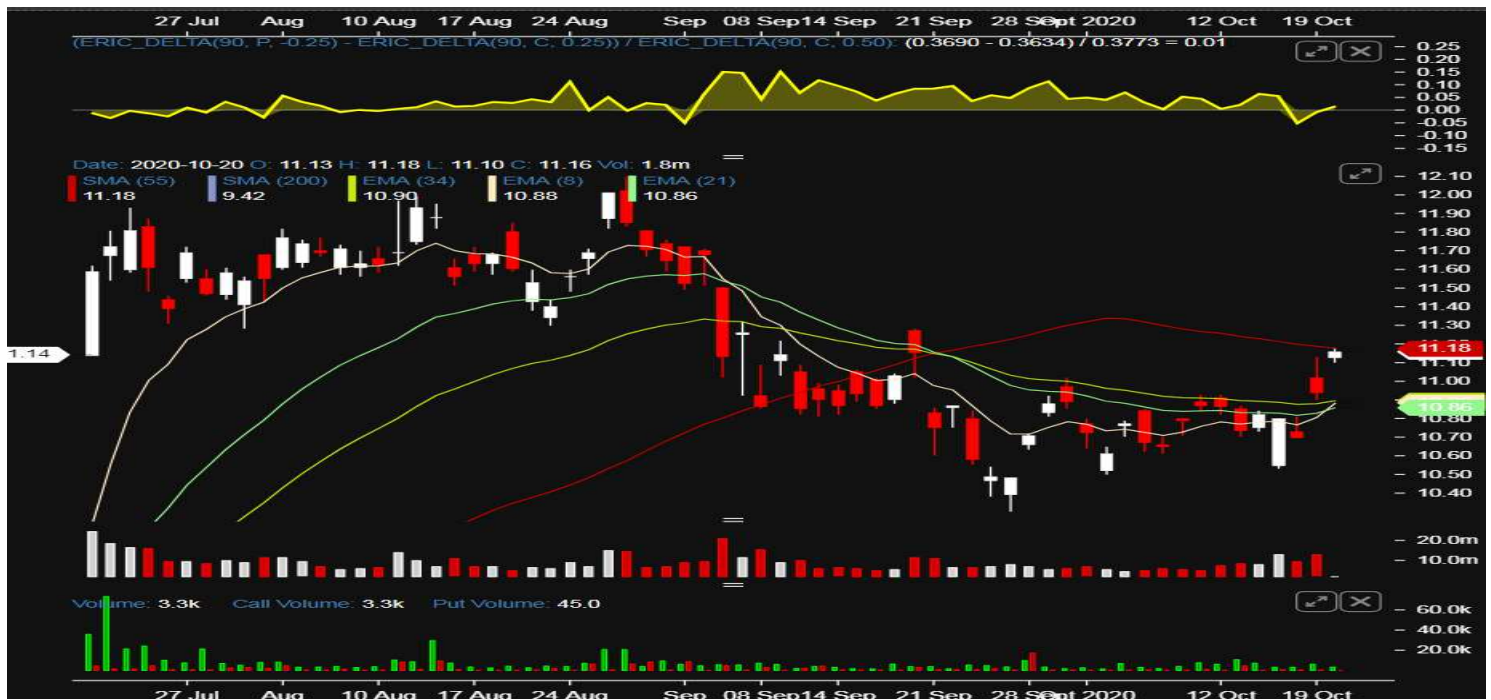 27 Jul Aug 10 Aug 17 Aug 24 Aug Sep 08 Sep 14 Sep 21 Sep 28 Sep Oct 2020 12 Oct 19 Oct
(ERIC_DELTA(90, P, -0.25) - ERIC_DELTA(90, C, 0.25)) / ERIC_DELTA(90, C, 0.50): (0.3690 - 0.3634) / 0.3773 = 0.01
0.25
0.20
0.15
0.10
0.05
0.00
-0.05
-0.10
-0.15
Date: 2020-10-20 O: 11.13 H: 11.18 L: 11.10 C: 11.16 Vol: 1.8m
SMA (55) SMA (200) EMA (34) EMA (8) EMA (21)
11.18 9.42 10.90 10.88 10.86
12.10
12.00
11.90
11.80
11.70
11.60
11.50
11.40
11.30
11.18
1.14
11.10
11.00
10.86
10.80
10.70
10.60
10.50
10.40
20.0m
10.0m
Volume: 3.3k Call Volume: 3.3k Put Volume: 45.0
60.0k
40.0k
20.0k
27 Jul Aug 10 Aug 17 Aug 24 Aug Sep 08 Sep 14 Sep 21 Sep 28 Sep Oct 2020 12 Oct 19 Oct